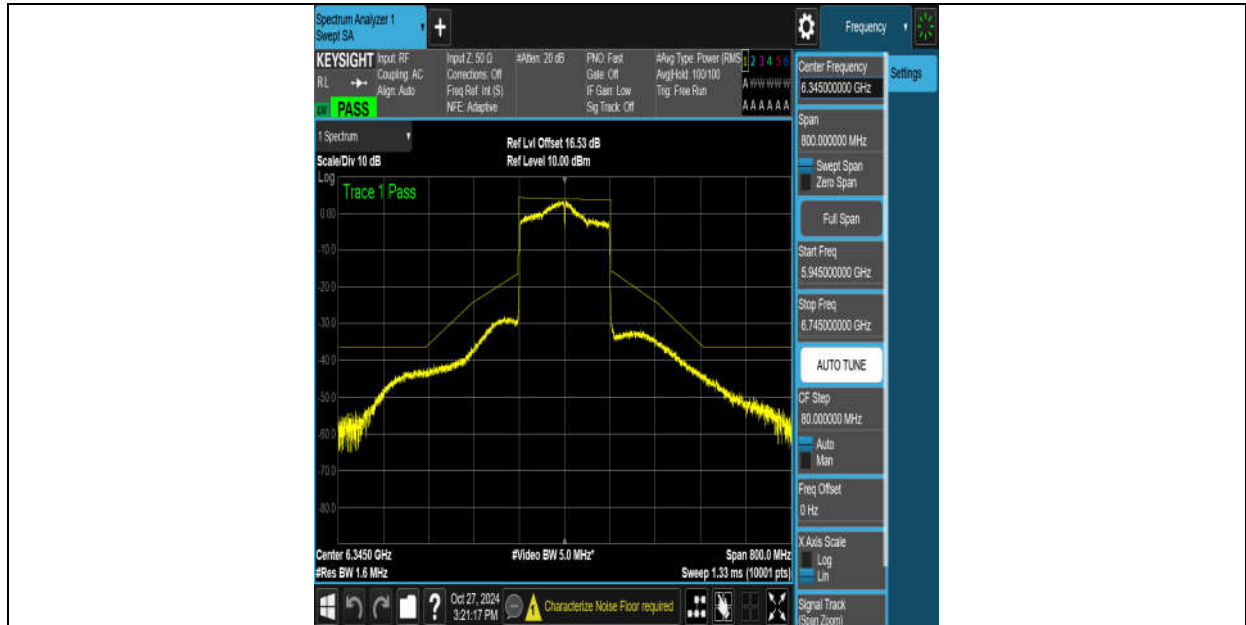 Spectrum Analyzer 1
Swept SA
+
Frequency
KEYSIGHT
RL
PASS
Input: RF
Coupling: AC
Align: Auto
Input Z: 50 Ω
Corrections: Off
Freq Ref: Int (S)
NFE: Adaptive
#Atten: 20 dB
PNO: Fast
Gate: Off
IF Gain: Low
Sig Track: Off
#Avg Type: Power (RMS
Avg|Hold: 100/100
Trig: Free Run
1 2 3 4 5 6
A W W W W W
A A A A A A
1 Spectrum
Scale/Div 10 dB
Ref Lvl Offset 16.53 dB
Ref Level 10.00 dBm
Log
Trace 1 Pass
0.00
-10.0
-20.0
-30.0
-40.0
-50.0
-60.0
-70.0
-80.0
Center 6.3450 GHz
#Res BW 1.6 MHz
#Video BW 5.0 MHz*
Span 800.0 MHz
Sweep 1.33 ms (10001 pts)
Oct 27, 2024
3:21:17 PM
Characterize Noise Floor required
Center Frequency
6.345000000 GHz
Settings
Span
800.000000 MHz
Swept Span
Zero Span
Full Span
Start Freq
5.945000000 GHz
Stop Freq
6.745000000 GHz
AUTO TUNE
CF Step
80.000000 MHz
Auto
Man
Freq Offset
0 Hz
X Axis Scale
Log
Lin
Signal Track
(Span Zoom)